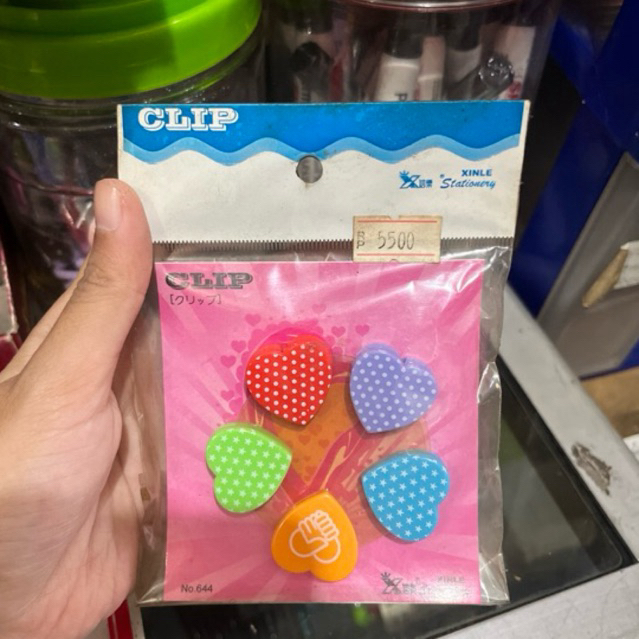 CLIP
XINLE
Stationery
B 5500
CLIP
[クリップ]
No.644
XINLE